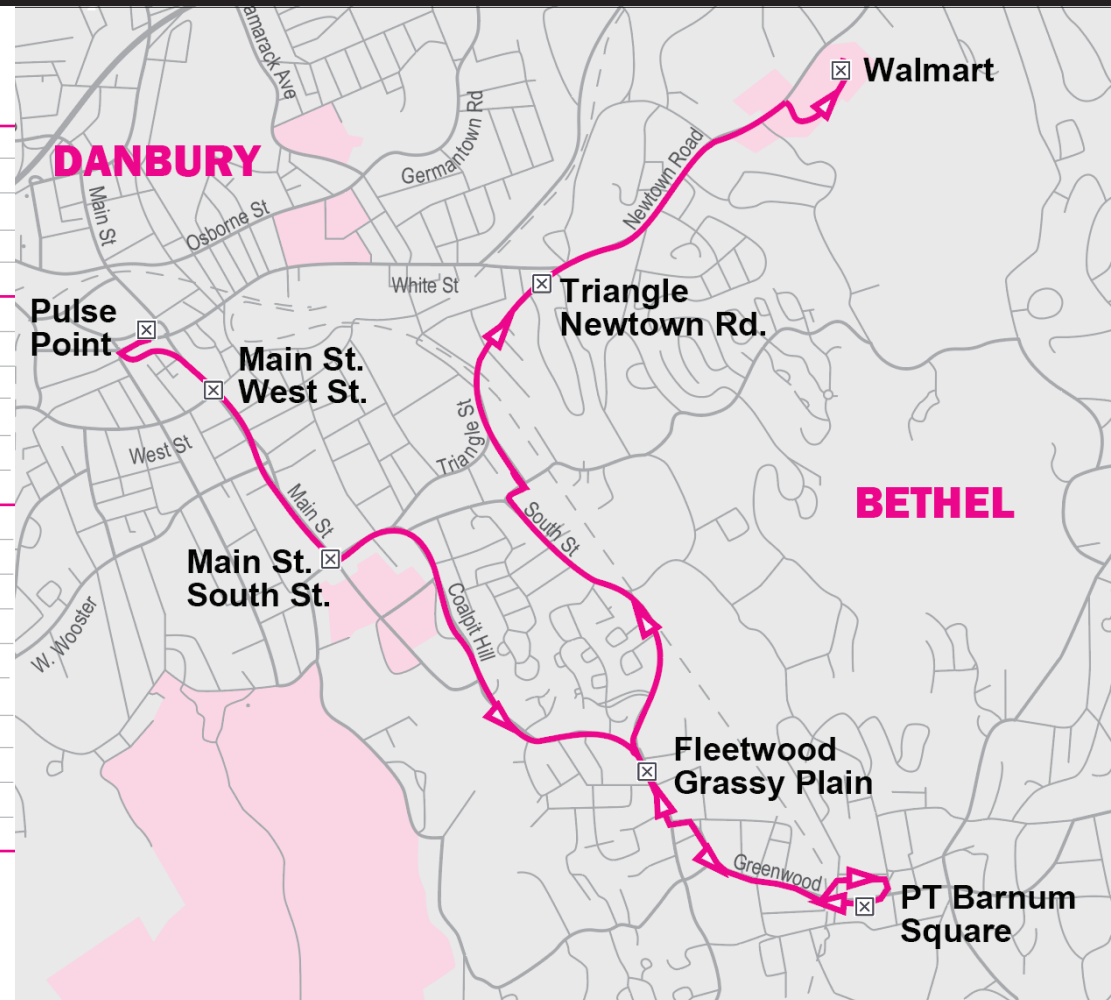 amarack Ave
Walmart
DANBURY
Germantown Rd
Newtown Road
Main St
Osborne St
White St
Triangle
Newtown Rd.
Pulse
Point
Main St.
West St.
Triangle St
West St
Main St
South St
BETHEL
Main St.
South St.
Coalpit Hill
W. Wooster
Fleetwood
Grassy Plain
Greenwood
PT Barnum
Square